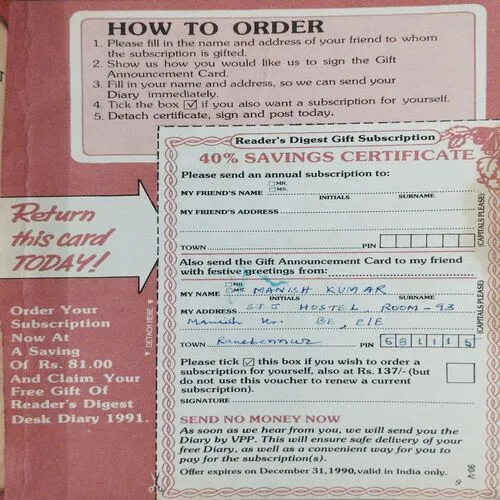 HOW TO ORDER
1. Please fill in the name and address of your friend to whom
the subscription is gifted.
2. Show us how you would like us to sign the Gift
Announcement Card.
3. Fill in your name and address, so we can send your
Diary immediately.
4. Tick the box ☑ if you also want a subscription for yourself.
5. Detach certificate, sign and post today.
Return
this card
TODAY!
Order Your
Subscription
Now At
A Saving
Of Rs. 81.00
And Claim Your
Free Gift Of
Reader's Digest
Desk Diary 1991.
DETACH HERE
Reader's Digest Gift Subscription
40% SAVINGS CERTIFICATE
Please send an annual subscription to:
MR.
MY FRIEND'S NAME MS.
INITIALS SURNAME
MY FRIEND'S ADDRESS
TOWN PIN
(CAPITALS PLEASE)
Also send the Gift Announcement Card to my friend
with festive greetings from:
MR.
MY NAME MS. MANISH KUMAR
INITIALS SURNAME
MY ADDRESS STJ HOSTEL, ROOM-93
Manish Kr. BE, C/E
TOWN Ranebennur PIN 581115
(CAPITALS PLEASE)
Please tick ☑ this box if you wish to order a
subscription for yourself, also at Rs. 137/- (but
do not use this voucher to renew a current
subscription).
SIGNATURE
SEND NO MONEY NOW
As soon as we hear from you, we will send you the
Diary by VPP. This will ensure safe delivery of your
free Diary, as well as a convenient way for you to
pay for the subscription(s).
Offer expires on December 31, 1990, valid in India only.
9
A-06